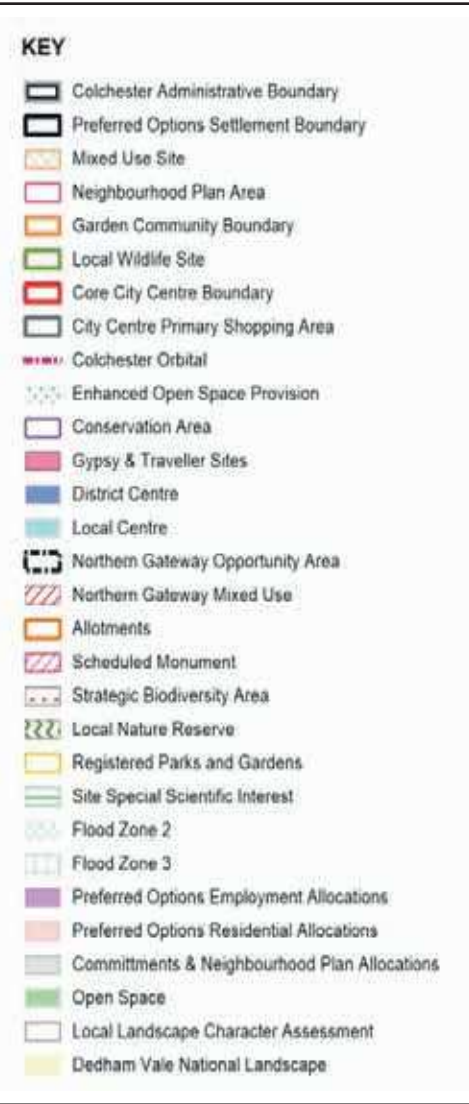 KEY
Colchester Administrative Boundary
Preferred Options Settlement Boundary
Mixed Use Site
Neighbourhood Plan Area
Garden Community Boundary
Local Wildlife Site
Core City Centre Boundary
City Centre Primary Shopping Area
Colchester Orbital
Enhanced Open Space Provision
Conservation Area
Gypsy & Traveller Sites
District Centre
Local Centre
Northern Gateway Opportunity Area
Northern Gateway Mixed Use
Allotments
Scheduled Monument
Strategic Biodiversity Area
Local Nature Reserve
Registered Parks and Gardens
Site Special Scientific Interest
Flood Zone 2
Flood Zone 3
Preferred Options Employment Allocations
Preferred Options Residential Allocations
Committments & Neighbourhood Plan Allocations
Open Space
Local Landscape Character Assessment
Dedham Vale National Landscape